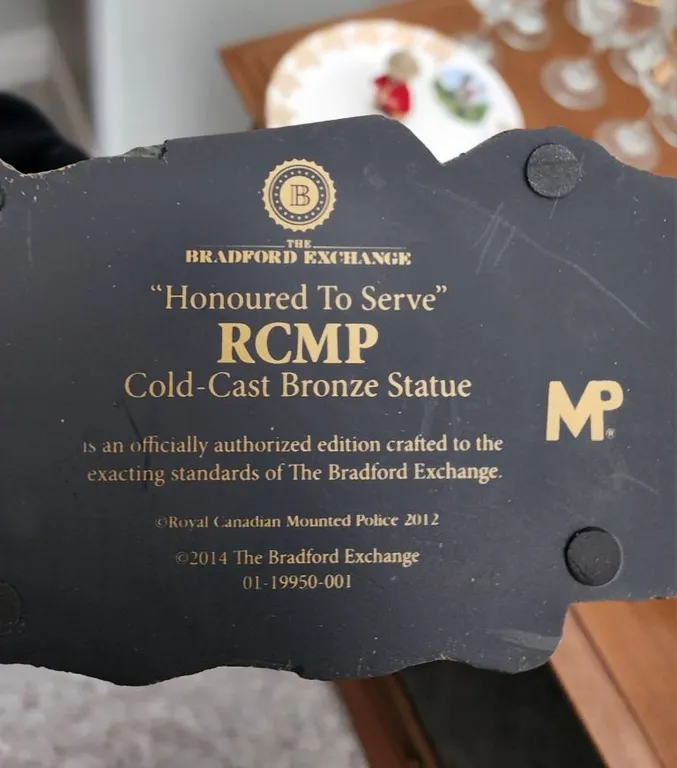 B
THE
BRADFORD EXCHANGE
“Honoured To Serve”
RCMP
Cold-Cast Bronze Statue
is an officially authorized edition crafted to the
exacting standards of The Bradford Exchange.
©Royal Canadian Mounted Police 2012
©2014 The Bradford Exchange
01-19950-001
MP®